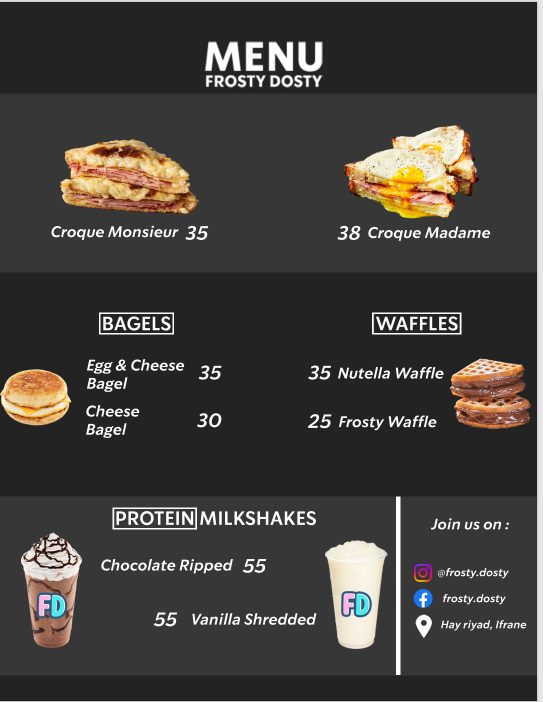 MENU
FROSTY DOSTY
Croque Monsieur 35
38 Croque Madame
BAGELS
Egg & Cheese
Bagel
35
Cheese
Bagel
30
WAFFLES
35 Nutella Waffle
25 Frosty Waffle
PROTEIN MILKSHAKES
Chocolate Ripped 55
55 Vanilla Shredded
FD
FD
Join us on :
@frosty.dosty
frosty.dosty
Hay riyad, Ifrane